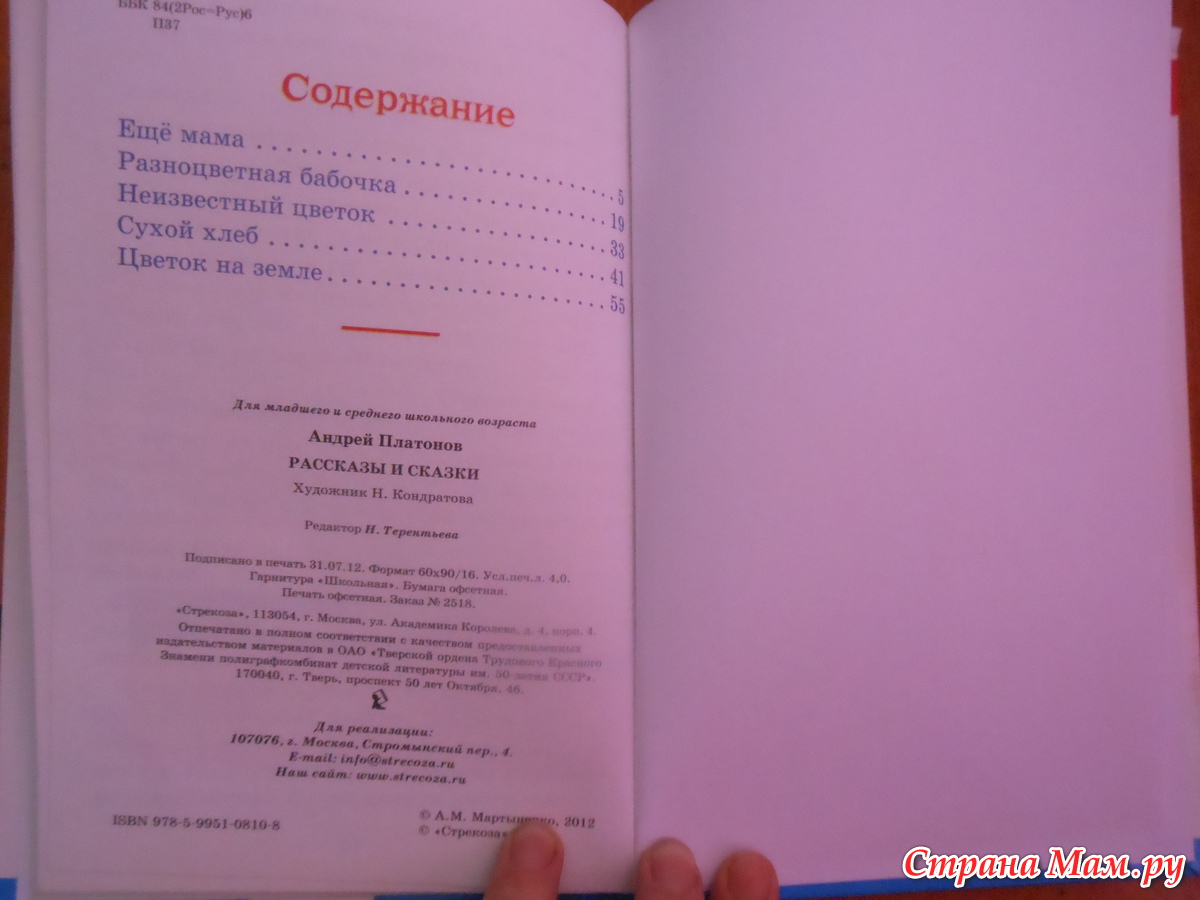 ББК 84(2Рос=Рус)6
П37
Содержание
Ещё мама . . . . . . . . . . . . . . . . . . . . . . . . . . . . . 5
Разноцветная бабочка . . . . . . . . . . . . . . . . . 19
Неизвестный цветок . . . . . . . . . . . . . . . . . . 33
Сухой хлеб . . . . . . . . . . . . . . . . . . . . . . . . . . . 41
Цветок на земле . . . . . . . . . . . . . . . . . . . . . . . 55
Для младшего и среднего школьного возраста
Андрей Платонов
РАССКАЗЫ И СКАЗКИ
Художник Н. Кондратова
Редактор Н. Терентьева
Подписано в печать 31.07.12. Формат 60х90/16. Усл.печ.л. 4,0.
Гарнитура «Школьная». Бумага офсетная.
Печать офсетная. Заказ № 2518.
«Стрекоза», 113054, г. Москва, ул. Академика Королева, д. 4, корп. 4.
Отпечатано в полном соответствии с качеством предоставленных
издательством материалов в ОАО «Тверской ордена Трудового Красного
Знамени полиграфкомбинат детской литературы им. 50-летия СССР».
170040, г. Тверь, проспект 50 лет Октября, 46.
Для реализации:
107076, г. Москва, Стромынский пер., 4.
E-mail: info@strecoza.ru
Наш сайт: www.strecoza.ru
ISBN 978-5-9951-0810-8
© А.М. Мартыненко, 2012
© «Стрекоза»
Страна Мам.ру